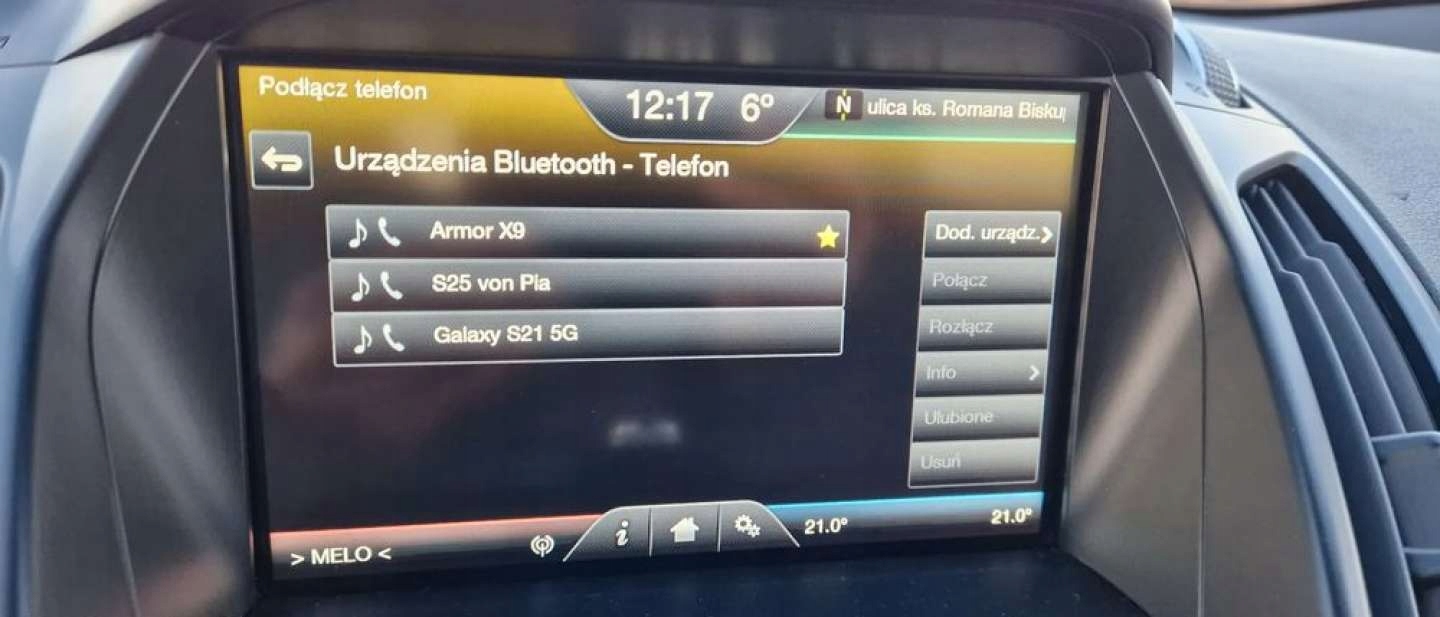 Podłącz telefon
12:17 6°
N
ulica ks. Romana Bisku
Urządzenia Bluetooth - Telefon
Armor X9
S25 von Pia
Galaxy S21 5G
Dod. urządz.
Połącz
Rozłącz
Info
Ulubione
Usuń
> MELO <
i
21.0°
21.0°